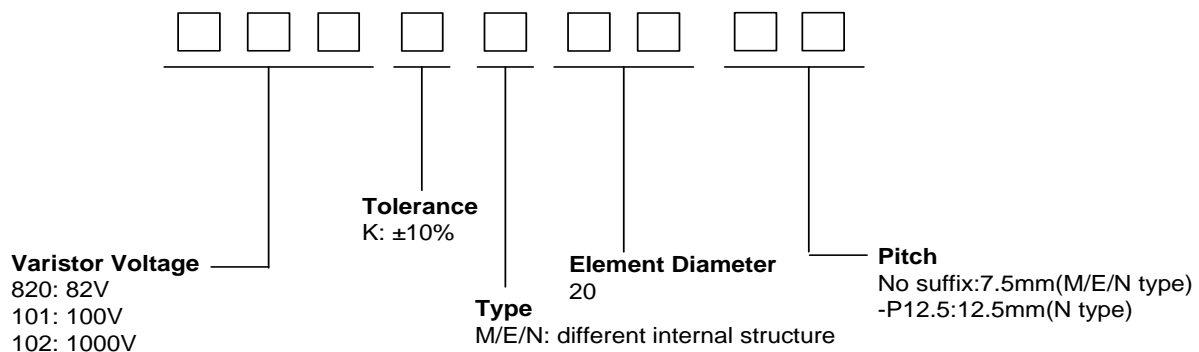 Tolerance
K: ±10%
Varistor Voltage
820: 82V
101: 100V
102: 1000V
Type
M/E/N: different internal structure
Element Diameter
20
Pitch
No suffix:7.5mm(M/E/N type)
-P12.5:12.5mm(N type)